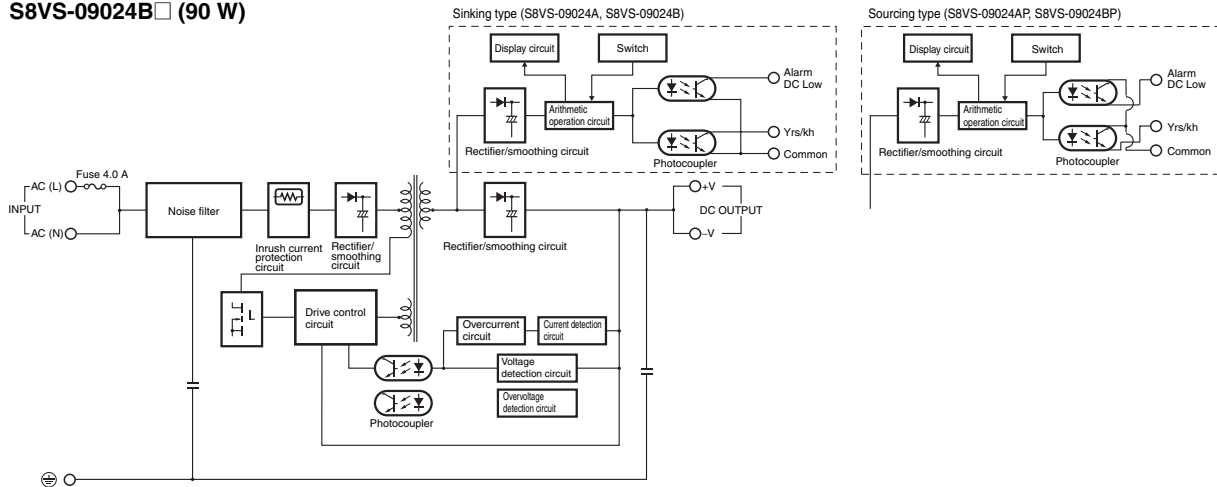 S8VS-09024B□ (90 W)
Sinking type (S8VS-09024A, S8VS-09024B)
Display circuit
Switch
Rectifier/smoothing circuit
Arithmetic
operation circuit
Photocoupler
Alarm
DC Low
Yrs/kh
Common
Sourcing type (S8VS-09024AP, S8VS-09024BP)
Display circuit
Switch
Rectifier/smoothing circuit
Arithmetic
operation circuit
Photocoupler
Alarm
DC Low
Yrs/kh
Common
INPUT
AC (L)
Fuse 4.0 A
AC (N)
Noise filter
Inrush current
protection
circuit
Rectifier/
smoothing
circuit
Rectifier/smoothing circuit
+V
DC OUTPUT
–V
Drive control
circuit
Overcurrent
circuit
Current detection
circuit
Voltage
detection circuit
Overvoltage
detection circuit
Photocoupler